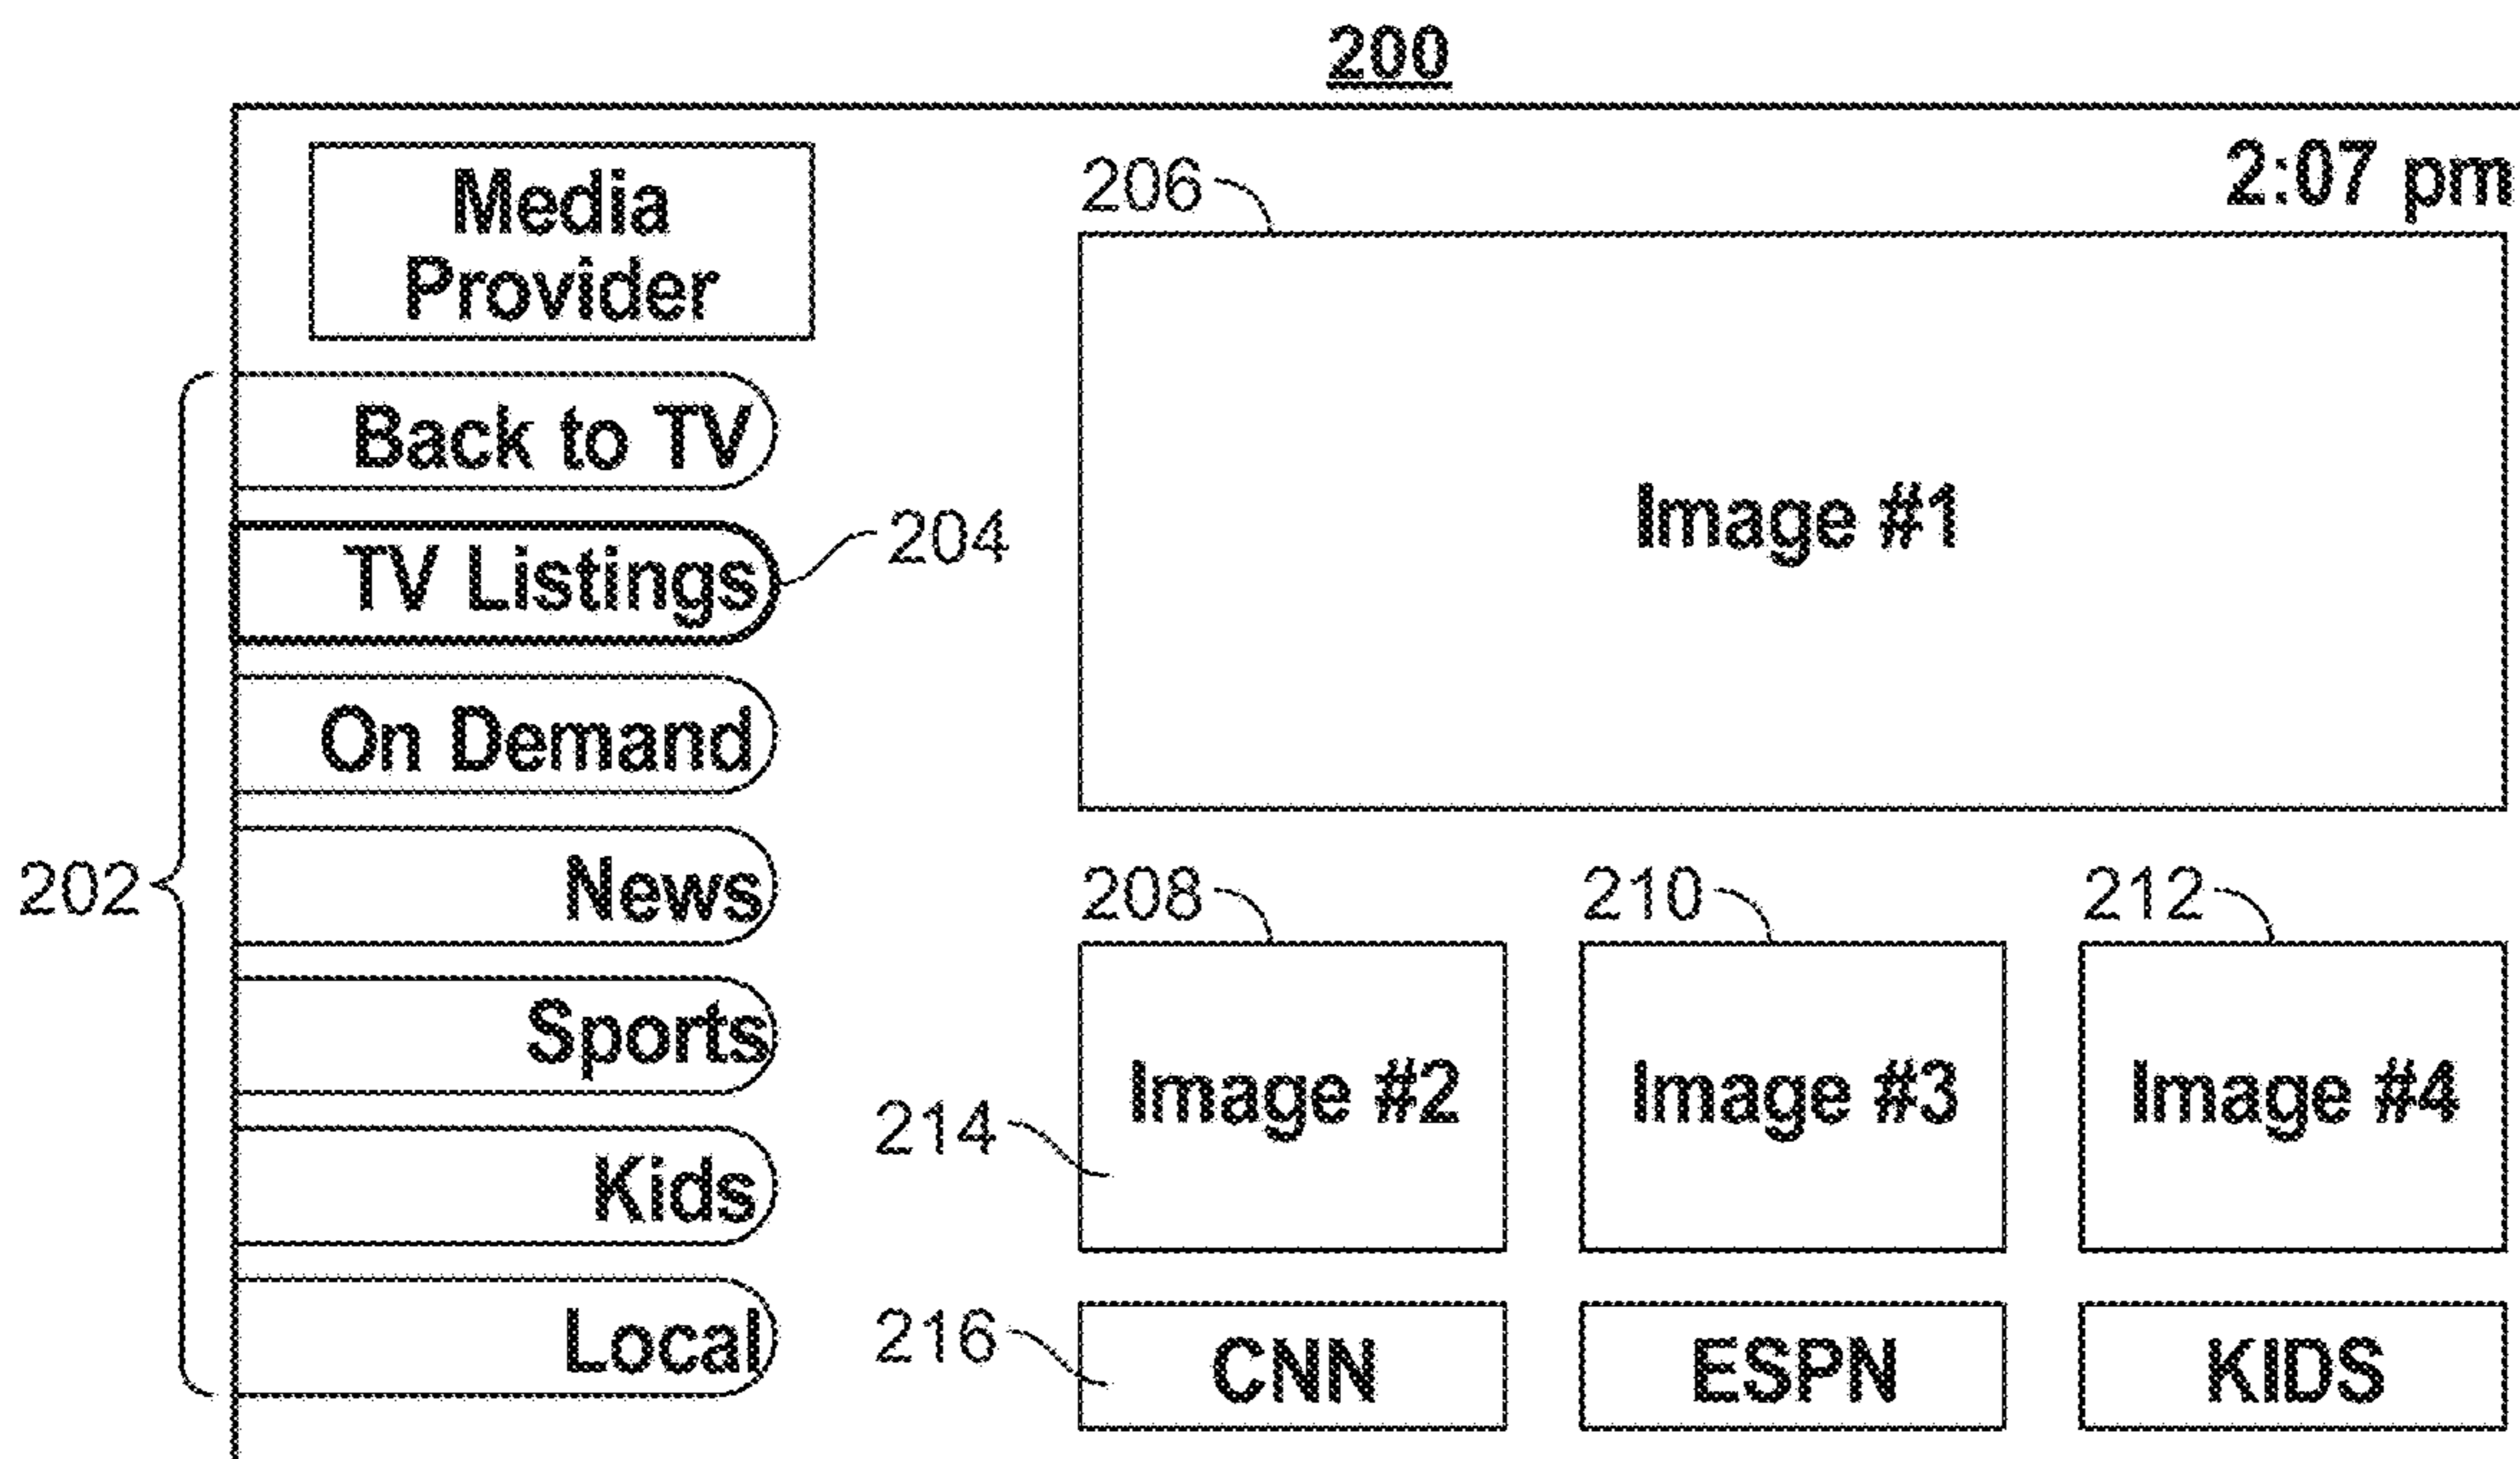 200
2:07 pm
Media
Provider
206
Image #1
Back to TV
TV Listings
204
On Demand
News
202
208
210
212
Sports
Image #2
Image #3
Image #4
214
Kids
Local
216
CNN
ESPN
KIDS